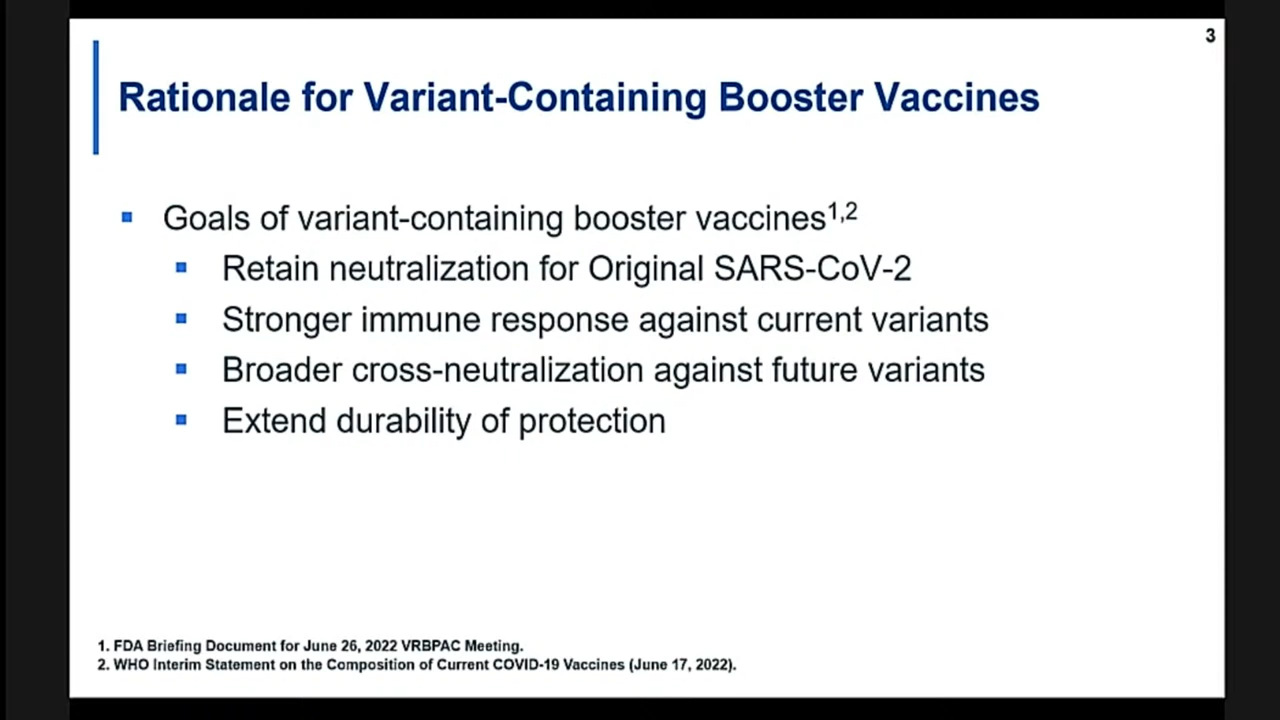 3
Rationale for Variant-Containing Booster Vaccines
Goals of variant-containing booster vaccines1,2
Retain neutralization for Original SARS-CoV-2
Stronger immune response against current variants
Broader cross-neutralization against future variants
Extend durability of protection
1. FDA Briefing Document for June 26, 2022 VRBPAC Meeting.
2. WHO Interim Statement on the Composition of Current COVID-19 Vaccines (June 17, 2022).